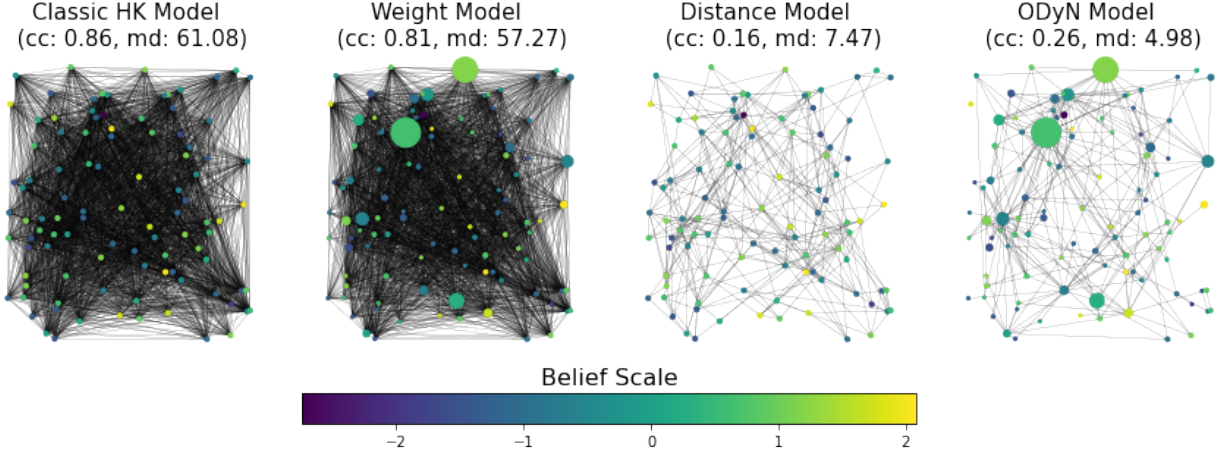 Classic HK Model
(cc: 0.86, md: 61.08)
Weight Model
(cc: 0.81, md: 57.27)
Distance Model
(cc: 0.16, md: 7.47)
ODyN Model
(cc: 0.26, md: 4.98)
Belief Scale
−2 −1 0 1 2